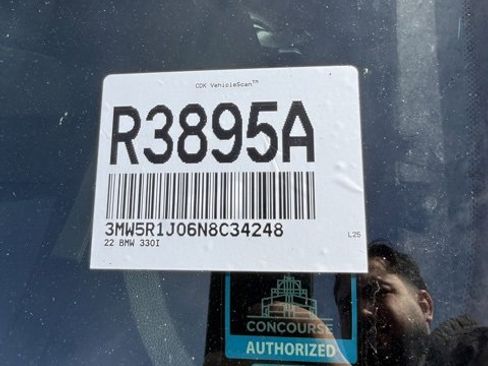 CDK VehicleScan™
R3895A
3MW5R1J06N8C34248
22 BMW 330I
L25
CONCOURSE
AUTHORIZED